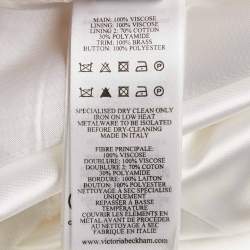 MAIN: 100% VISCOSE
LINING: 100% VISCOSE
LINING 2: 70% COTTON
30% POLYAMIDE
TRIM: 100% BRASS
BUTTON: 100% POLYESTER
SPECIALISED DRY CLEAN ONLY
IRON ON LOW HEAT
METALWARE TO BE ISOLATED
BEFORE DRY-CLEANING
MADE IN ITALY
FIBRE PRINCIPALE:
100% VISCOSE
DOUBLURE: 100% VISCOSE
DOUBLURE 2: 70% COTON
30% POLYAMIDE
BORDURE: LAITON
BOUTON: 100% POLYESTER
NETTOYAGE À SEC SPÉCIALISÉ
UNIQUEMENT
REPASSER À BASSE
TEMPÉRATURE
COUVRIR LES ÉLÉMENTS EN
MÉTAL AVANT DE PROCÉDER
AU NETTOYAGE À SEC
FABRIQUÉ EN ITALIE
www.victoriabeckham.com